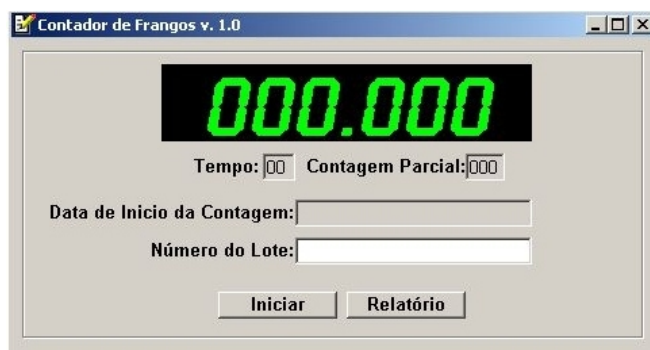 Contador de Frangos v. 1.0
000.000
Tempo: 00 Contagem Parcial: 000
Data de Inicio da Contagem:
Número do Lote:
Iniciar Relatório